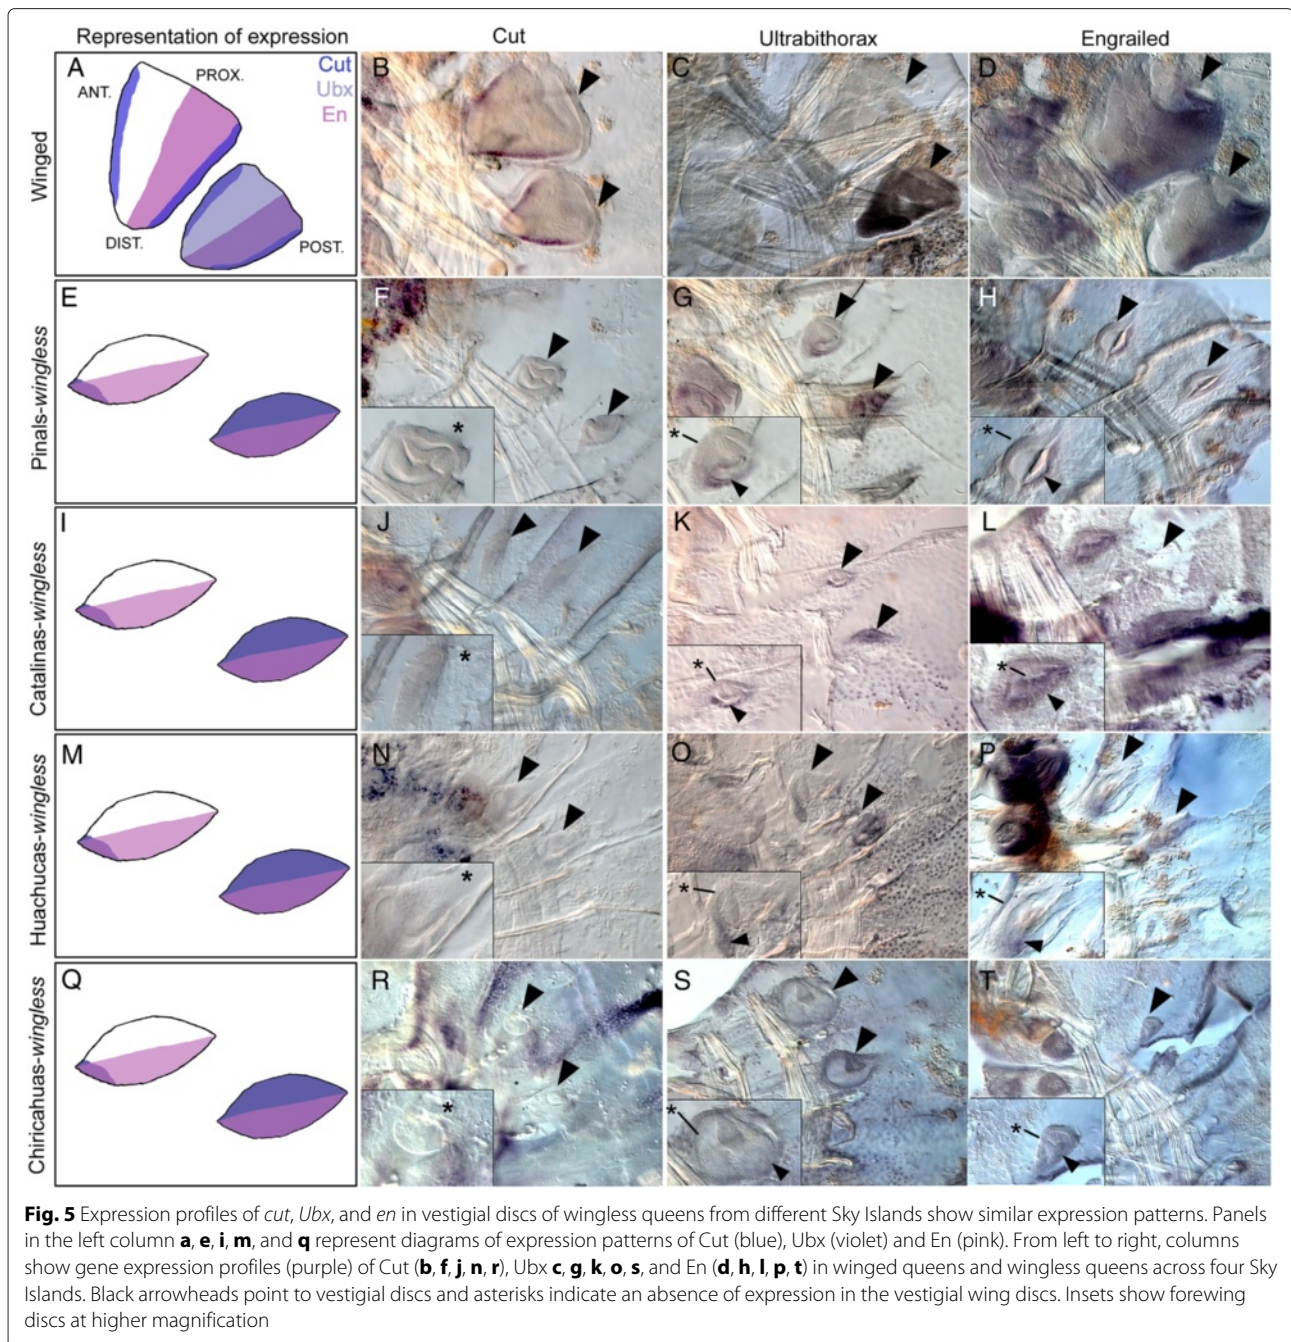 Representation of expression
Cut
Ultrabithorax
Engrailed
Winged
A
ANT.
PROX.
Cut
Ubx
En
DIST.
POST.
B
C
D
Pinals-wingless
E
F
*
G
*
H
*
Catalinas-wingless
I
J
*
K
*
L
*
Huachucas-wingless
M
N
*
O
*
P
*
Chiricahuas-wingless
Q
R
*
S
*
T
*
Fig. 5 Expression profiles of cut, Ubx, and en in vestigial discs of wingless queens from different Sky Islands show similar expression patterns. Panels
in the left column a, e, i, m, and q represent diagrams of expression patterns of Cut (blue), Ubx (violet) and En (pink). From left to right, columns
show gene expression profiles (purple) of Cut (b, f, j, n, r), Ubx c, g, k, o, s, and En (d, h, l, p, t) in winged queens and wingless queens across four Sky
Islands. Black arrowheads point to vestigial discs and asterisks indicate an absence of expression in the vestigial wing discs. Insets show forewing
discs at higher magnification